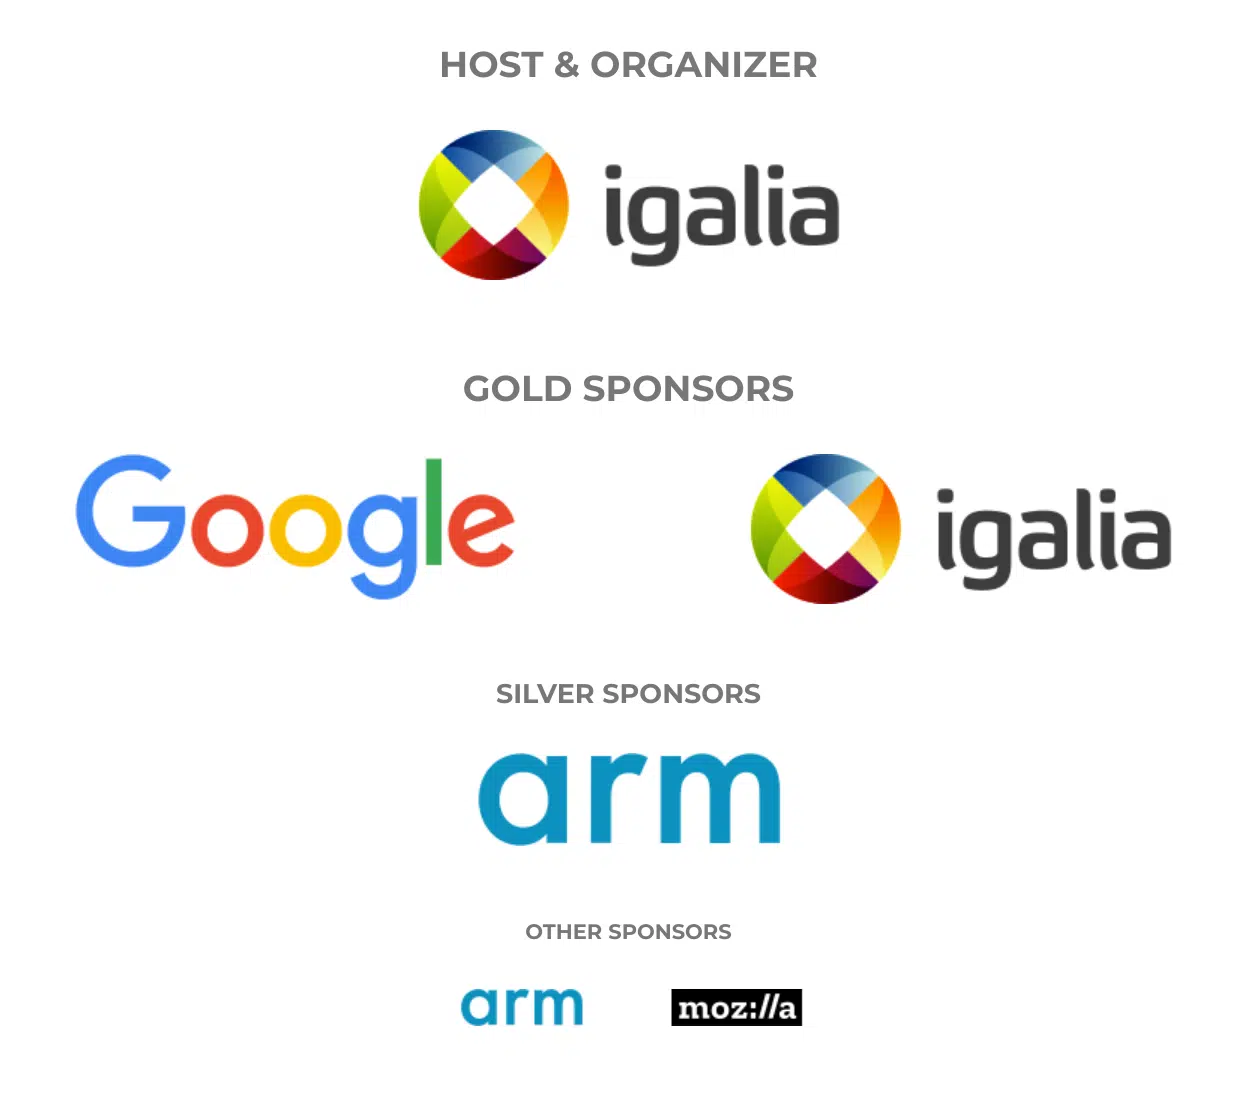 HOST & ORGANIZER
igalia
GOLD SPONSORS
Google igalia
SILVER SPONSORS
arm
OTHER SPONSORS
arm moz://a